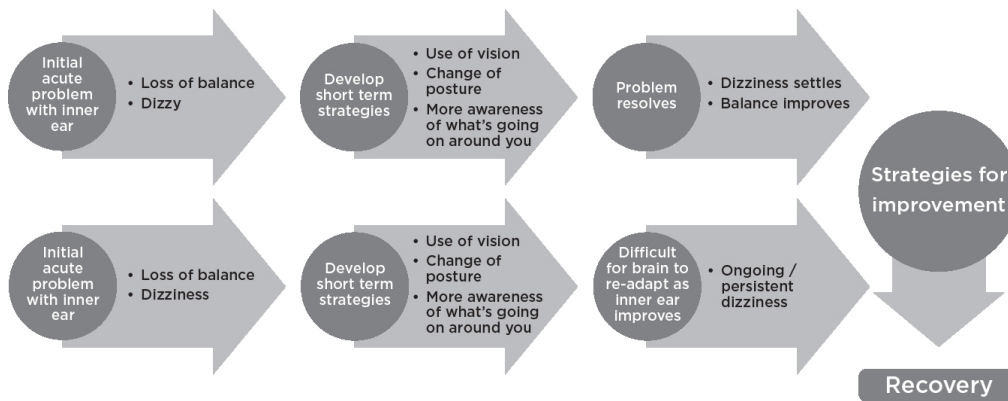 Initial
acute
problem
with inner
ear
• Loss of balance
• Dizzy
Develop
short term
strategies
• Use of vision
• Change of
posture
• More awareness
of what's going
on around you
Problem
resolves
• Dizziness settles
• Balance improves
Initial
acute
problem
with inner
ear
• Loss of balance
• Dizziness
Develop
short term
strategies
• Use of vision
• Change of
posture
• More awareness
of what's going
on around you
Difficult
for brain to
re-adapt as
inner ear
improves
• Ongoing /
persistent
dizziness
Strategies for
improvement
Recovery